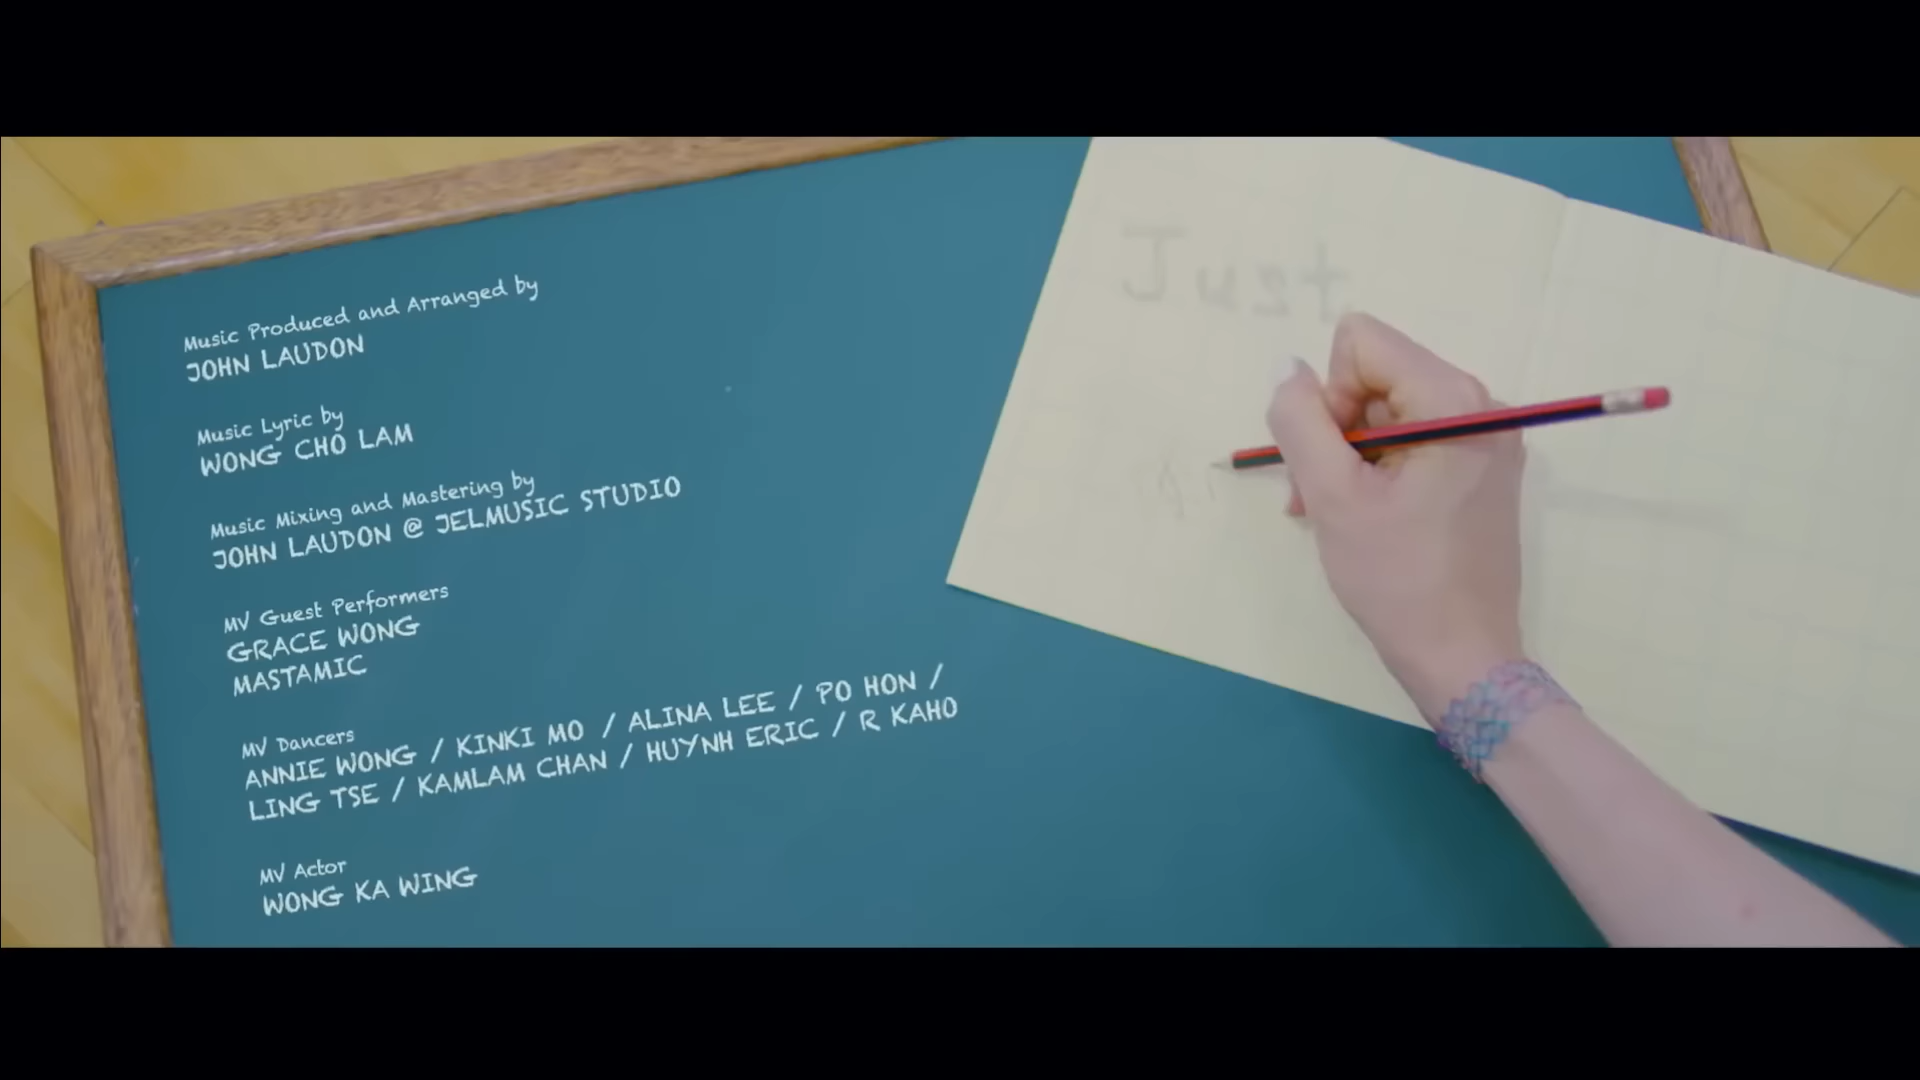 Music Produced and Arranged by
JOHN LAUDON
Music Lyric by
WONG CHO LAM
Music Mixing and Mastering by
JOHN LAUDON @ JELMUSIC STUDIO
MV Guest Performers
GRACE WONG
MASTAMIC
MV Dancers
ANNIE WONG / KINKI MO / ALINA LEE / PO HON /
LING TSE / KAMLAM CHAN / HUYNH ERIC / R KAHO
MV Actor
WONG KA WING
Just